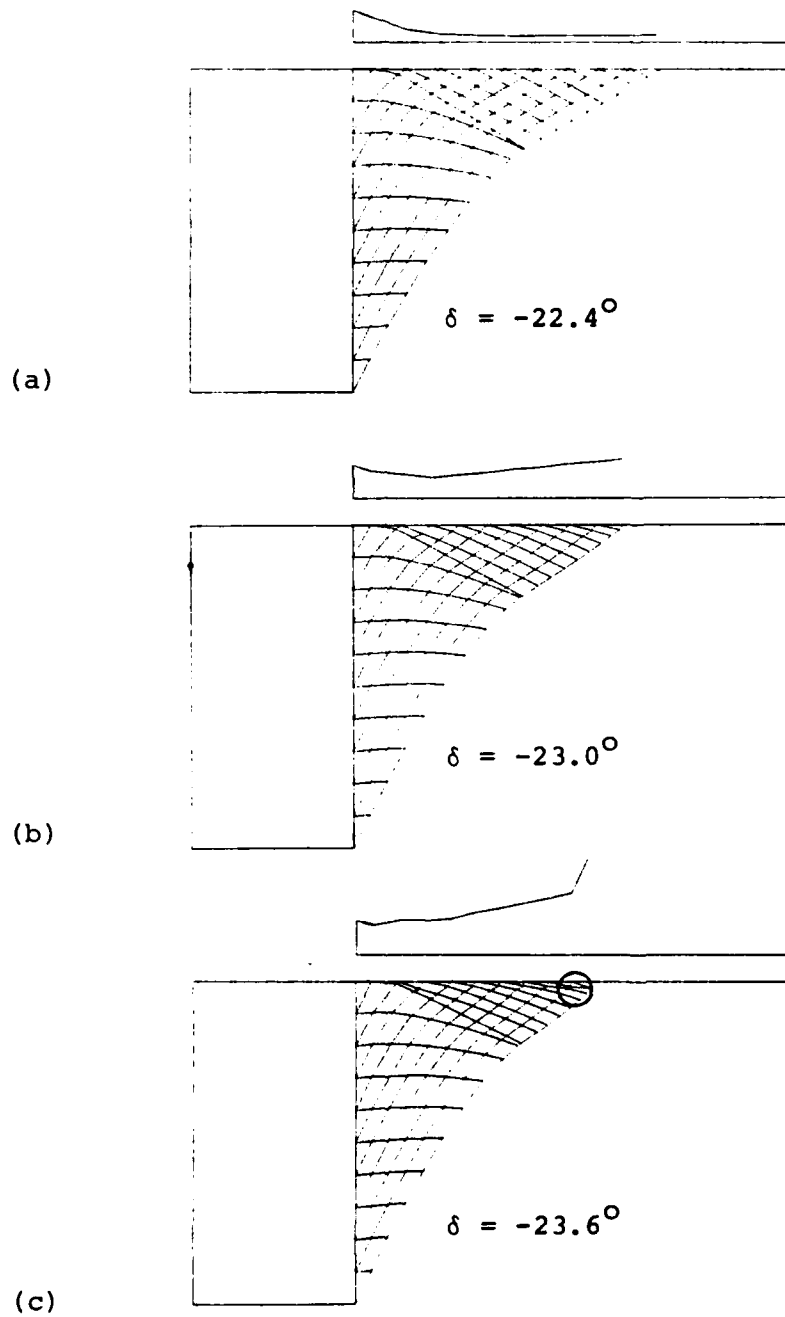 δ = -22.4°
(a)
δ = -23.0°
(b)
δ = -23.6°
(c)